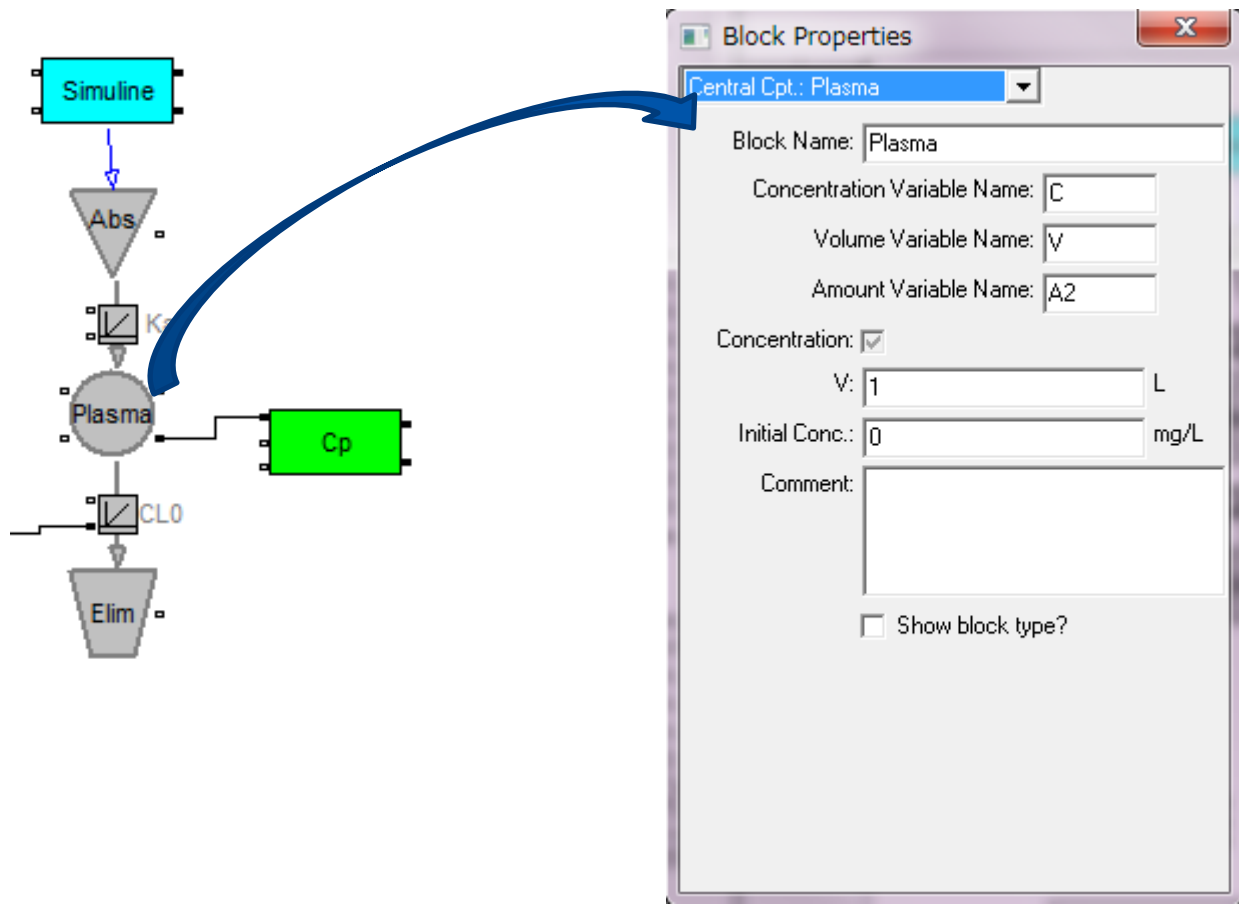 Simuline
Abs
Plasma
Cp
CL0
Elim
Block Properties
Central Cpt.: Plasma
Block Name: Plasma
Concentration Variable Name: C
Volume Variable Name: V
Amount Variable Name: A2
Concentration:
V: 1 L
Initial Conc.: 0 mg/L
Comment:
Show block type?